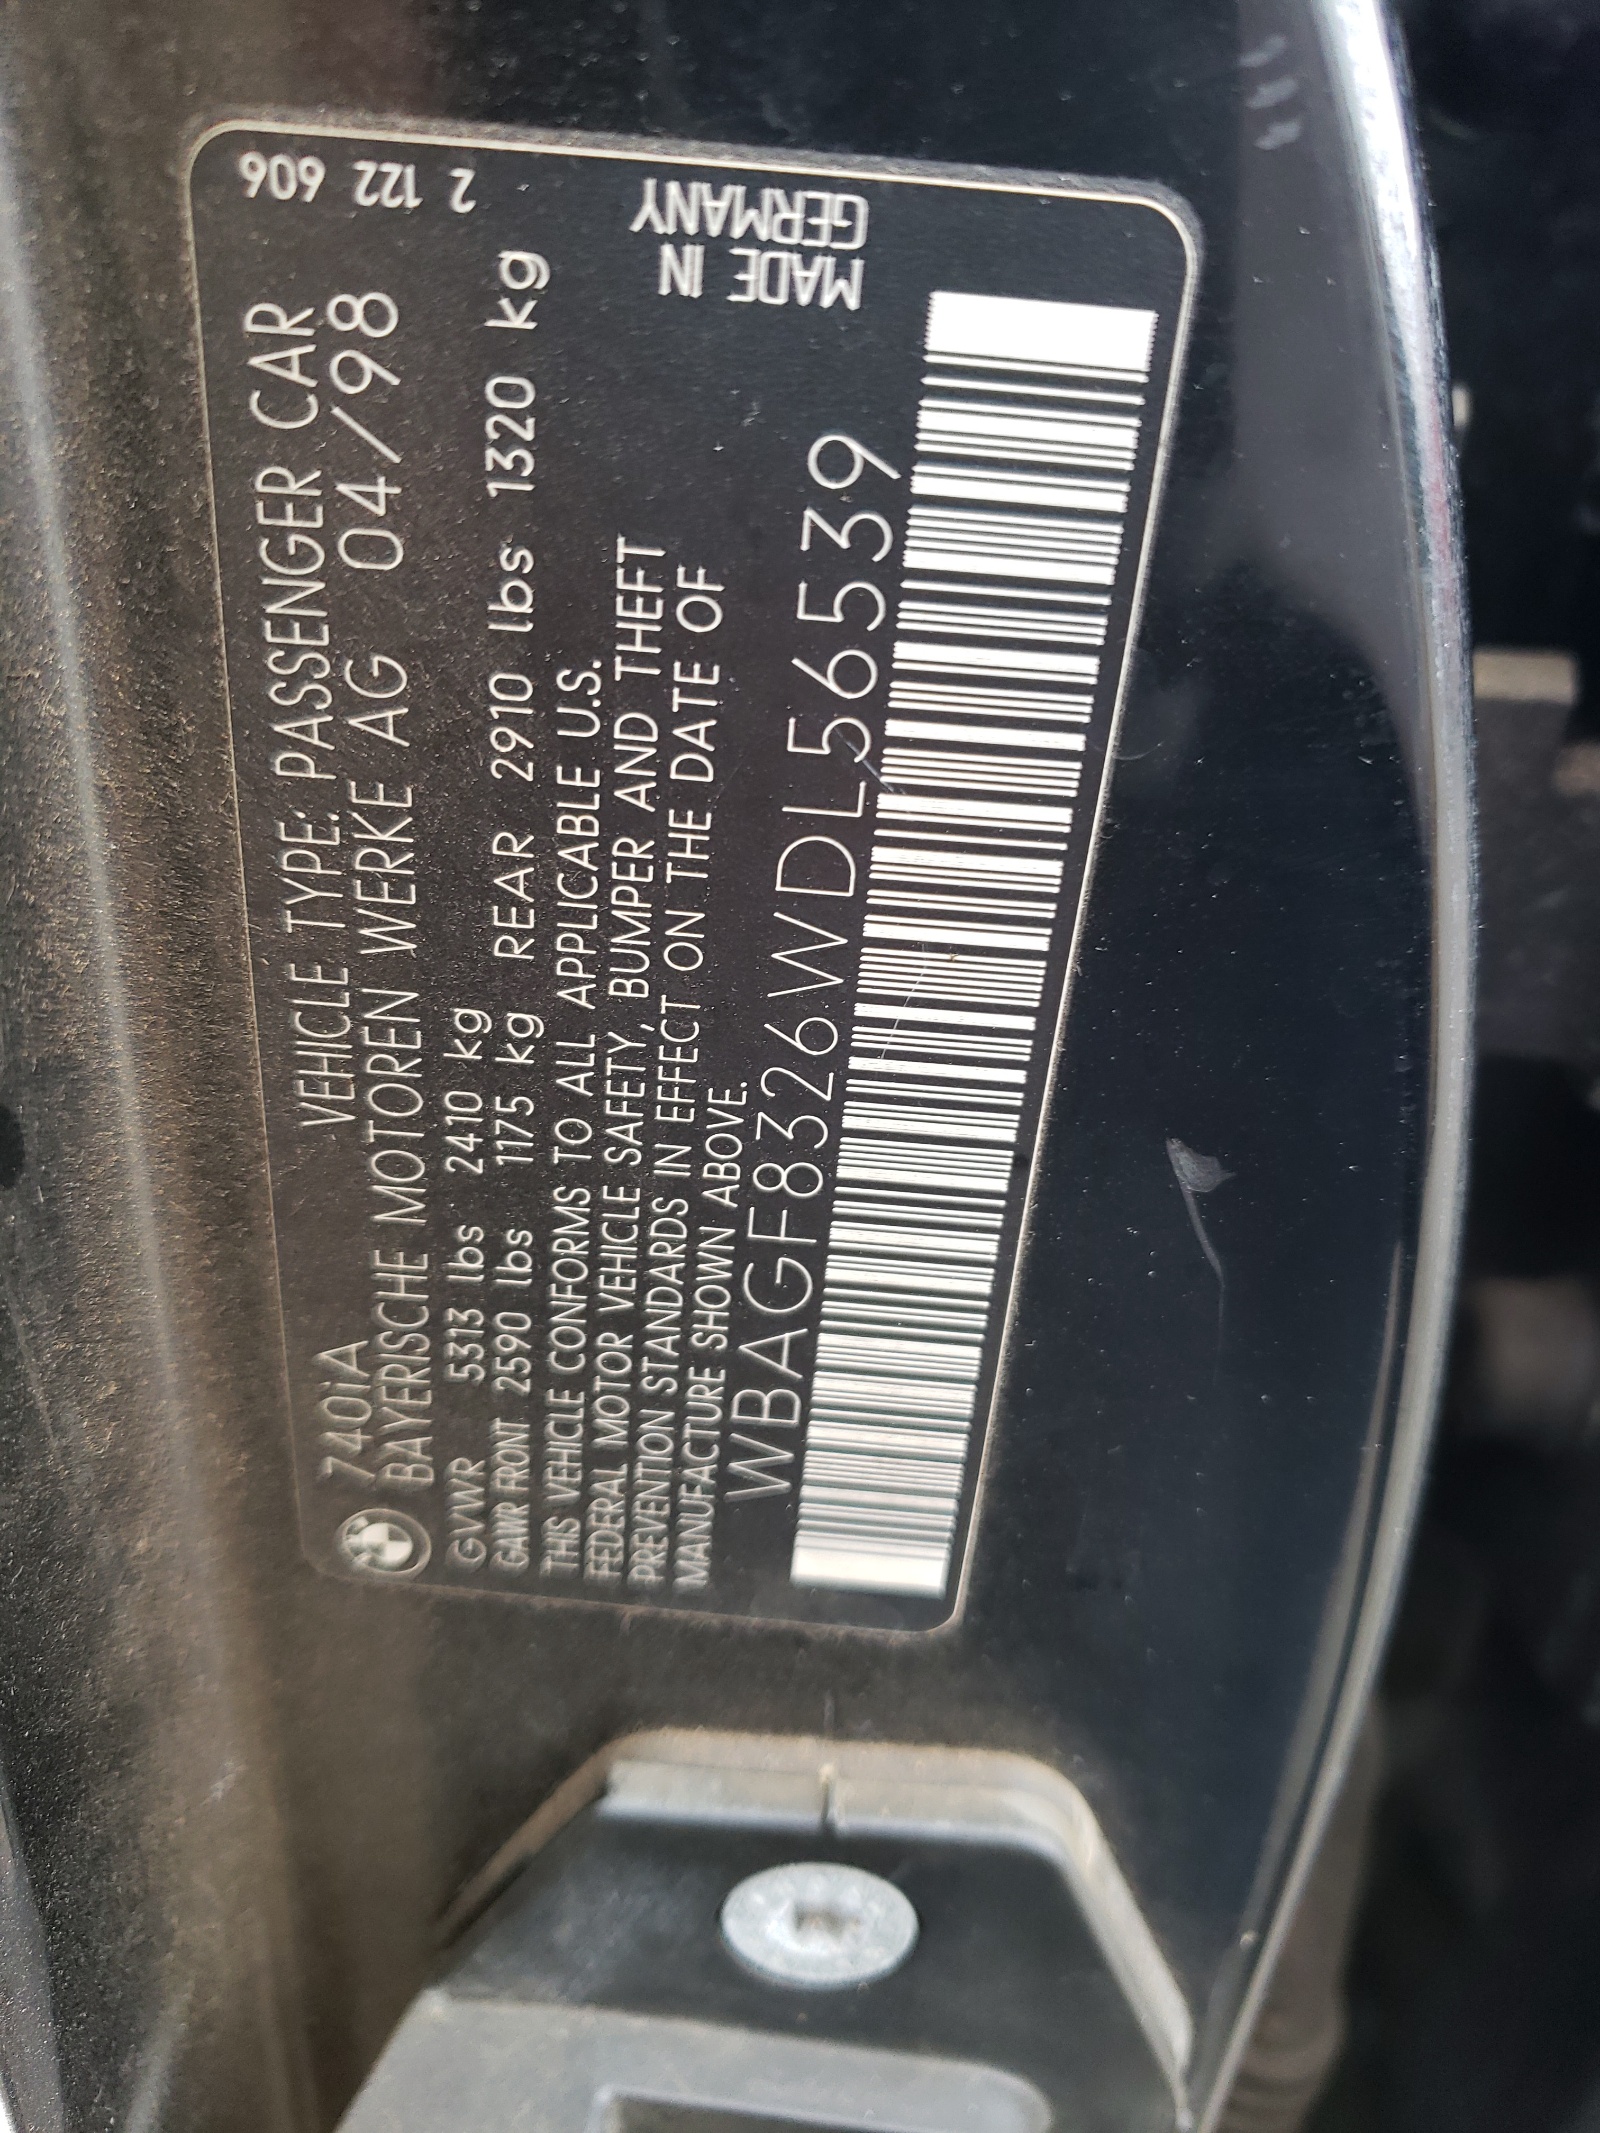 740iA VEHICLE TYPE: PASSENGER CAR
BAYERISCHE MOTOREN WERKE AG 04/98
GVWR 5313 lbs 2410 kg
GAWR FRONT 2590 lbs 1175 kg REAR 2910 lbs 1320 kg
THIS VEHICLE CONFORMS TO ALL APPLICABLE U.S.
FEDERAL MOTOR VEHICLE SAFETY, BUMPER AND THEFT
PREVENTION STANDARDS IN EFFECT ON THE DATE OF
MANUFACTURE SHOWN ABOVE.
WBAGF8326WDL56539
2 122 606
MADE IN
GERMANY